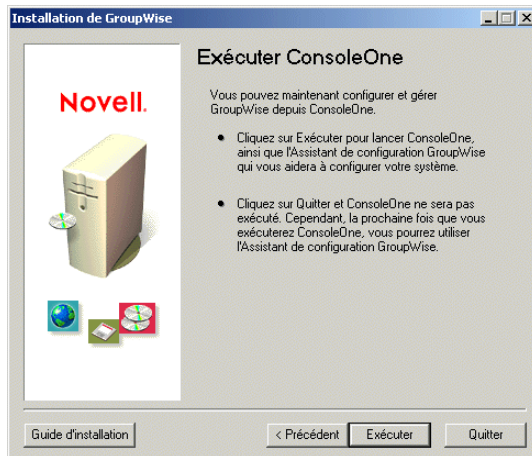 Installation de GroupWise
Novell.
Exécuter ConsoleOne
Vous pouvez maintenant configurer et gérer
GroupWise depuis ConsoleOne.
Cliquez sur Exécuter pour lancer ConsoleOne,
ainsi que l'Assistant de configuration GroupWise
qui vous aidera à configurer votre système.
Cliquez sur Quitter et ConsoleOne ne sera pas
exécuté. Cependant, la prochaine fois que vous
exécuterez ConsoleOne, vous pourrez utiliser
l'Assistant de configuration GroupWise.
Guide d'installation
< Précédent
Exécuter
Quitter